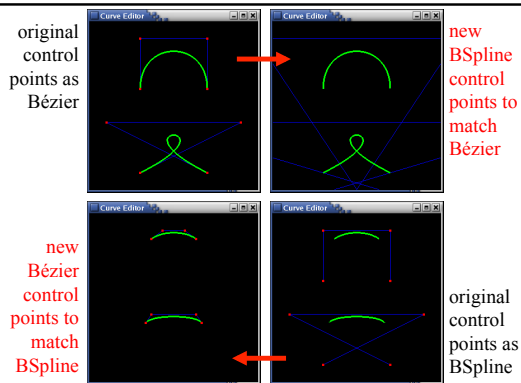 original
control
points as
Bézier
Curve Editor
Curve Editor
new
BSpline
control
points to
match
Bézier
new
Bézier
control
points to
match
BSpline
Curve Editor
Curve Editor
original
control
points as
BSpline